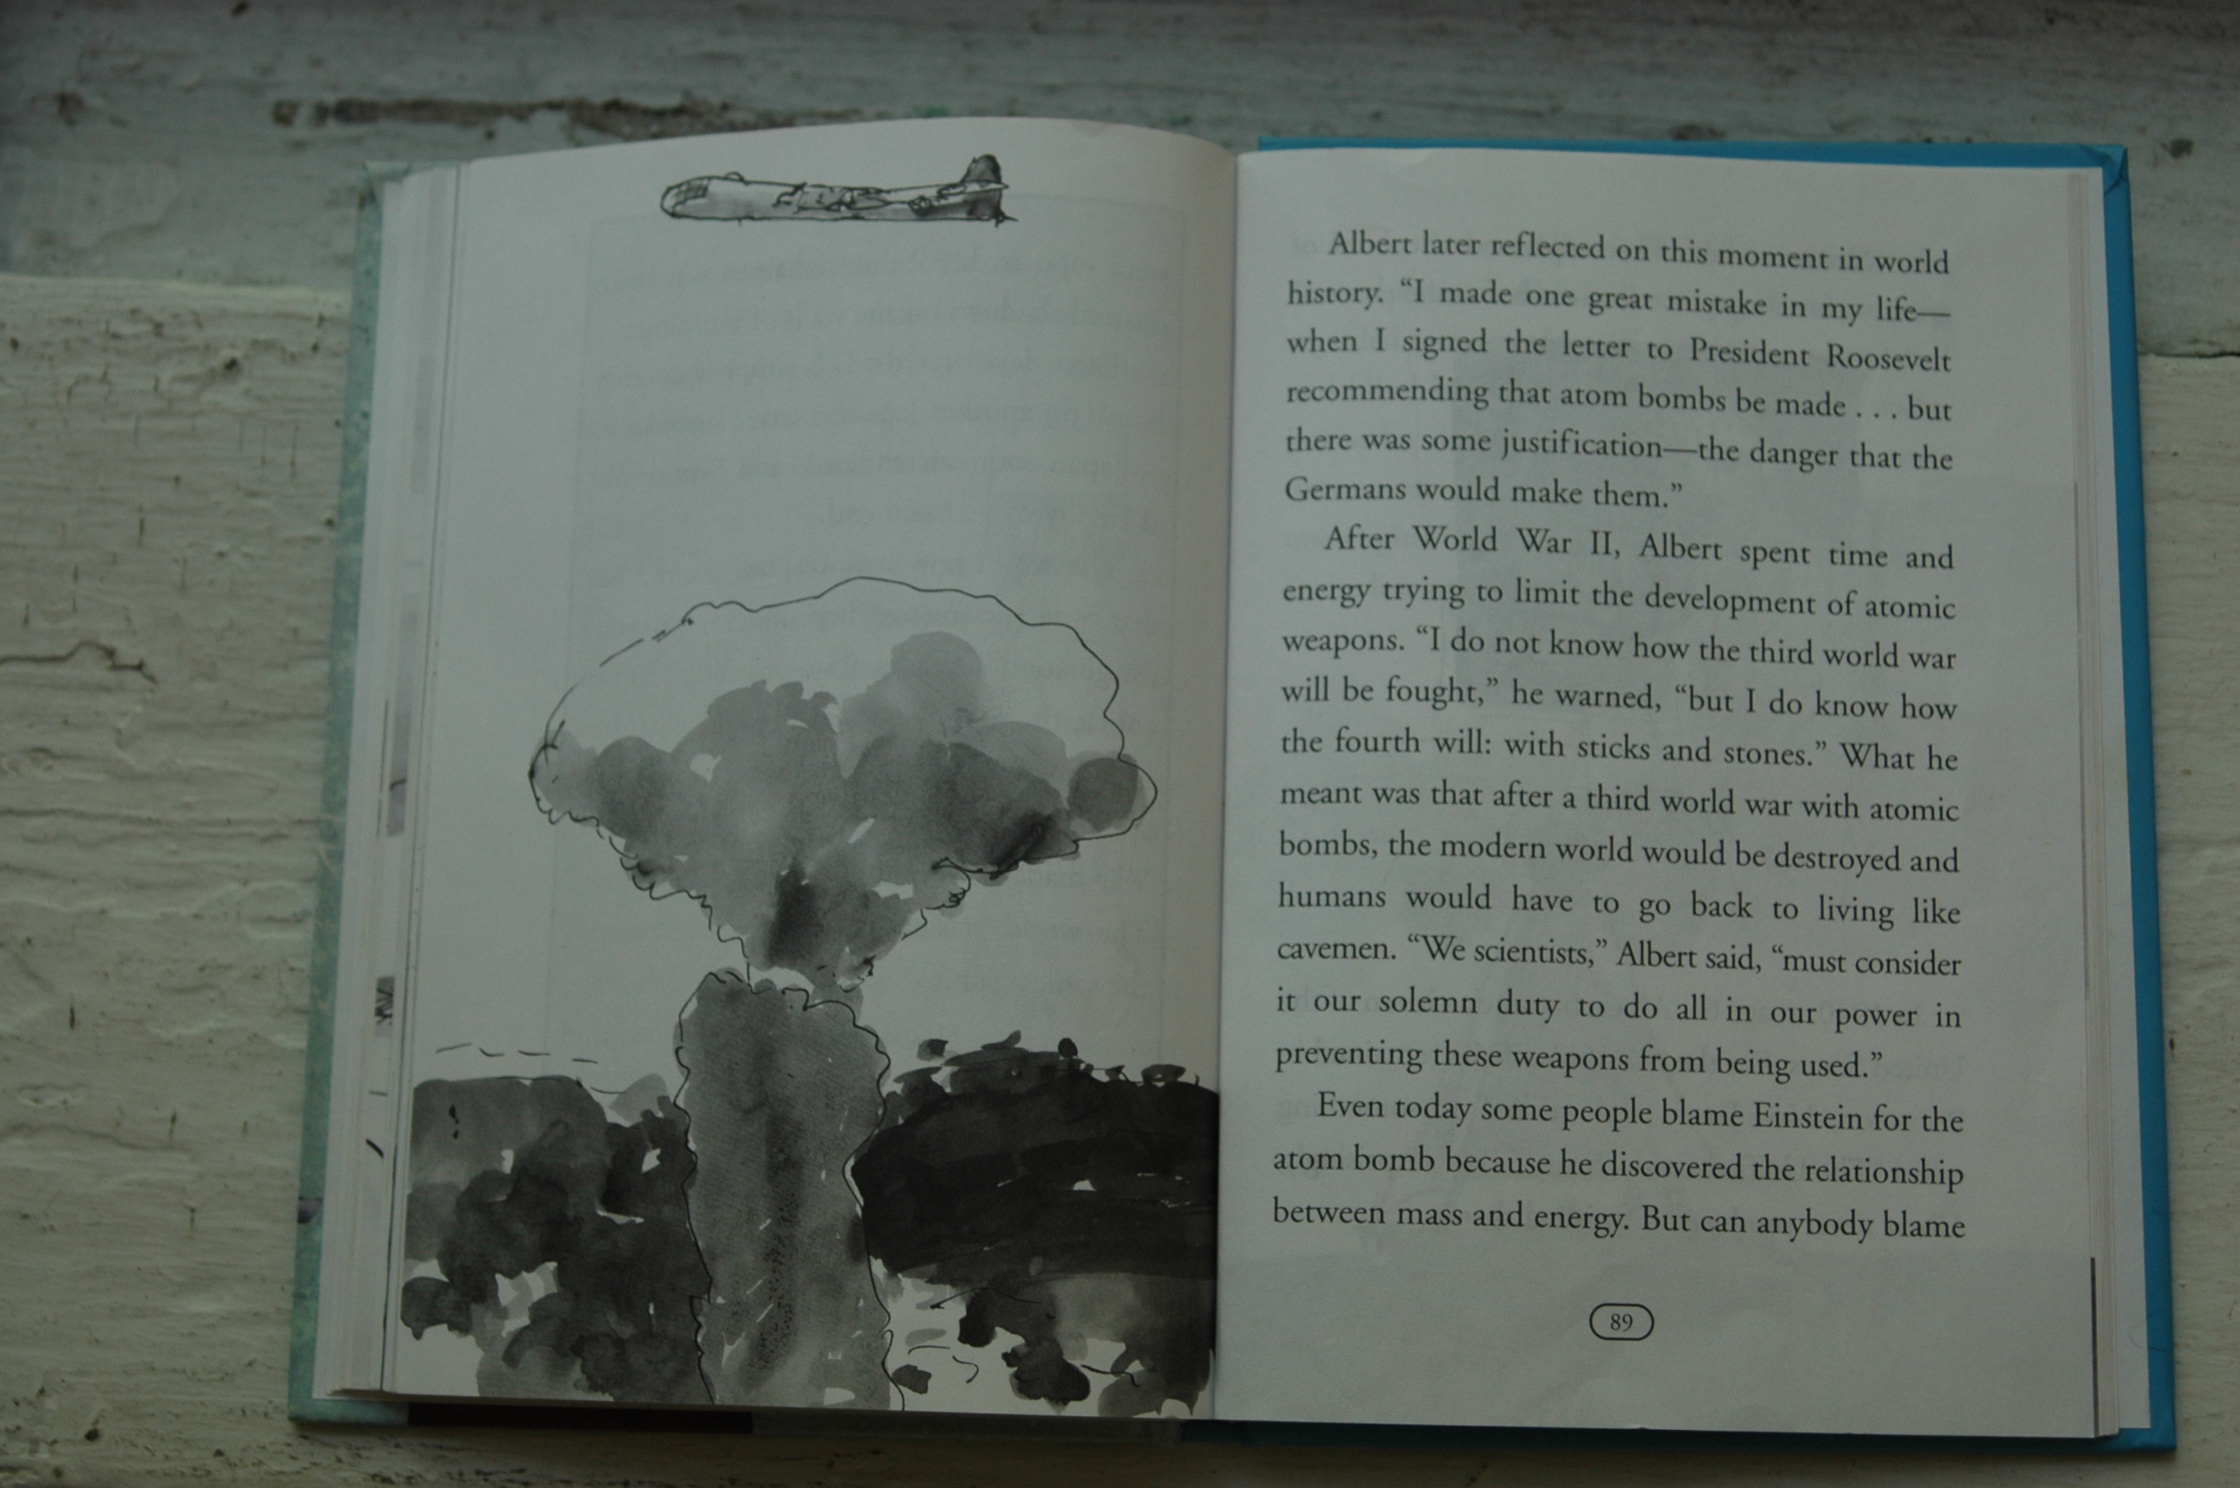 Albert later reflected on this moment in world
history. “I made one great mistake in my life—
when I signed the letter to President Roosevelt
recommending that atom bombs be made . . . but
there was some justification—the danger that the
Germans would make them.”
After World War II, Albert spent time and
energy trying to limit the development of atomic
weapons. “I do not know how the third world war
will be fought,” he warned, “but I do know how
the fourth will: with sticks and stones.” What he
meant was that after a third world war with atomic
bombs, the modern world would be destroyed and
humans would have to go back to living like
cavemen. “We scientists,” Albert said, “must consider
it our solemn duty to do all in our power in
preventing these weapons from being used.”
Even today some people blame Einstein for the
atom bomb because he discovered the relationship
between mass and energy. But can anybody blame
89